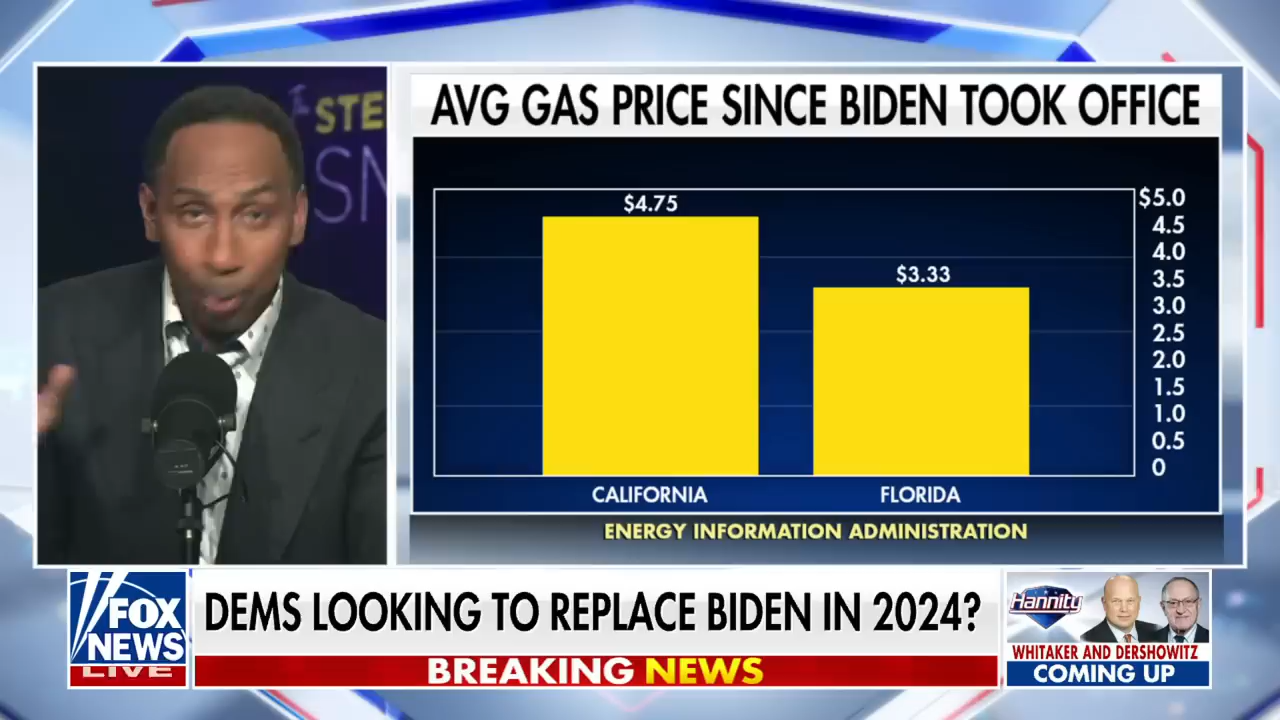 STE
SM
AVG GAS PRICE SINCE BIDEN TOOK OFFICE
$4.75
$3.33
$5.0
4.5
4.0
3.5
3.0
2.5
2.0
1.5
1.0
0.5
0
CALIFORNIA
FLORIDA
ENERGY INFORMATION ADMINISTRATION
FOX
NEWS
LIVE
DEMS LOOKING TO REPLACE BIDEN IN 2024?
BREAKING NEWS
Hannity
WHITAKER AND DERSHOWITZ
COMING UP